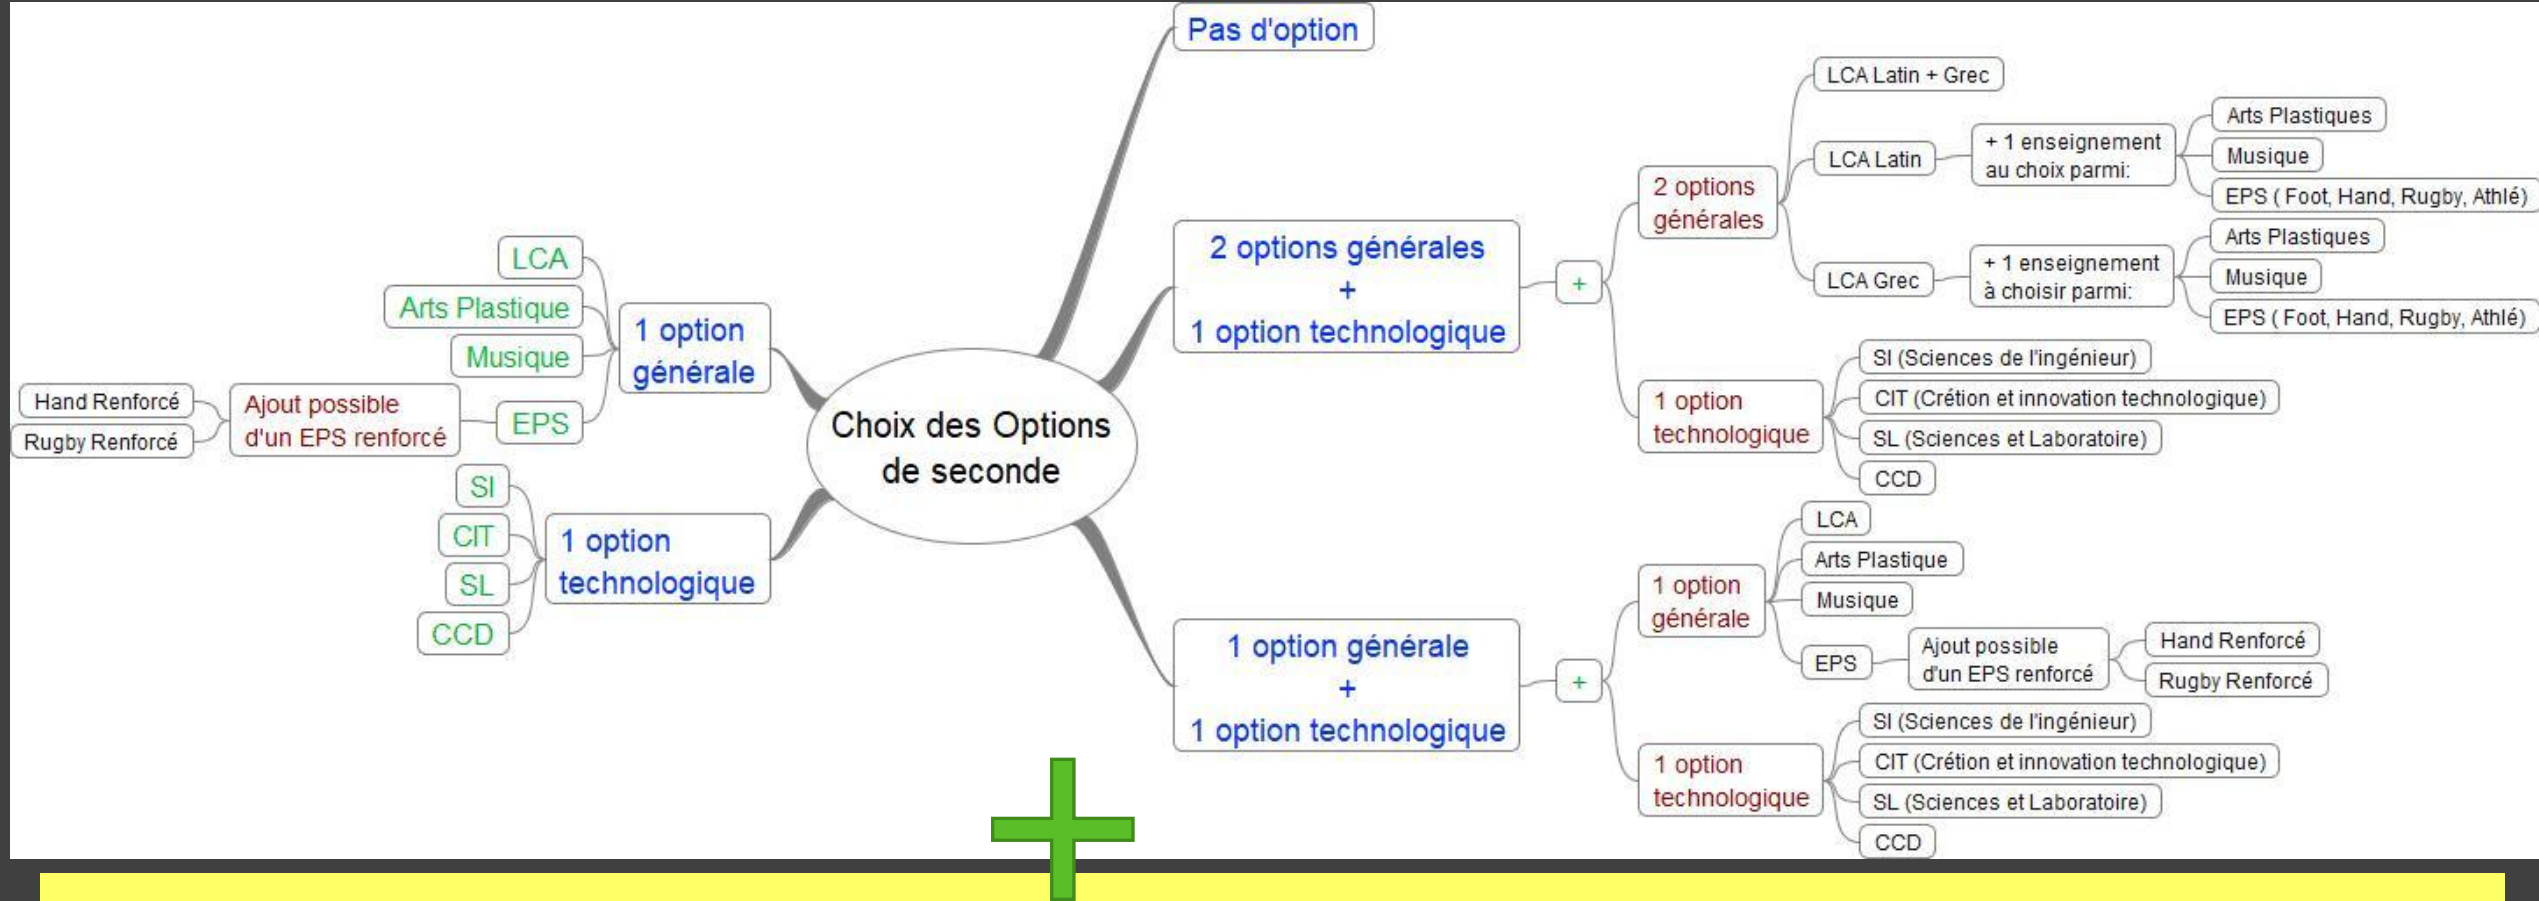 Choix des Options
de seconde
Pas d'option
2 options générales
+
1 option technologique
+
2 options
générales
LCA Latin + Grec
LCA Latin
+ 1 enseignement
au choix parmi:
Arts Plastiques
Musique
EPS ( Foot, Hand, Rugby, Athlé)
LCA Grec
+ 1 enseignement
à choisir parmi:
Arts Plastiques
Musique
EPS ( Foot, Hand, Rugby, Athlé)
1 option
technologique
SI (Sciences de l'ingénieur)
CIT (Crétion et innovation technologique)
SL (Sciences et Laboratoire)
CCD
1 option générale
+
1 option technologique
+
1 option
générale
LCA
Arts Plastique
Musique
EPS
Ajout possible
d'un EPS renforcé
Hand Renforcé
Rugby Renforcé
1 option
technologique
SI (Sciences de l'ingénieur)
CIT (Crétion et innovation technologique)
SL (Sciences et Laboratoire)
CCD
1 option
générale
LCA
Arts Plastique
Musique
EPS
Ajout possible
d'un EPS renforcé
Hand Renforcé
Rugby Renforcé
1 option
technologique
SI
CIT
SL
CCD